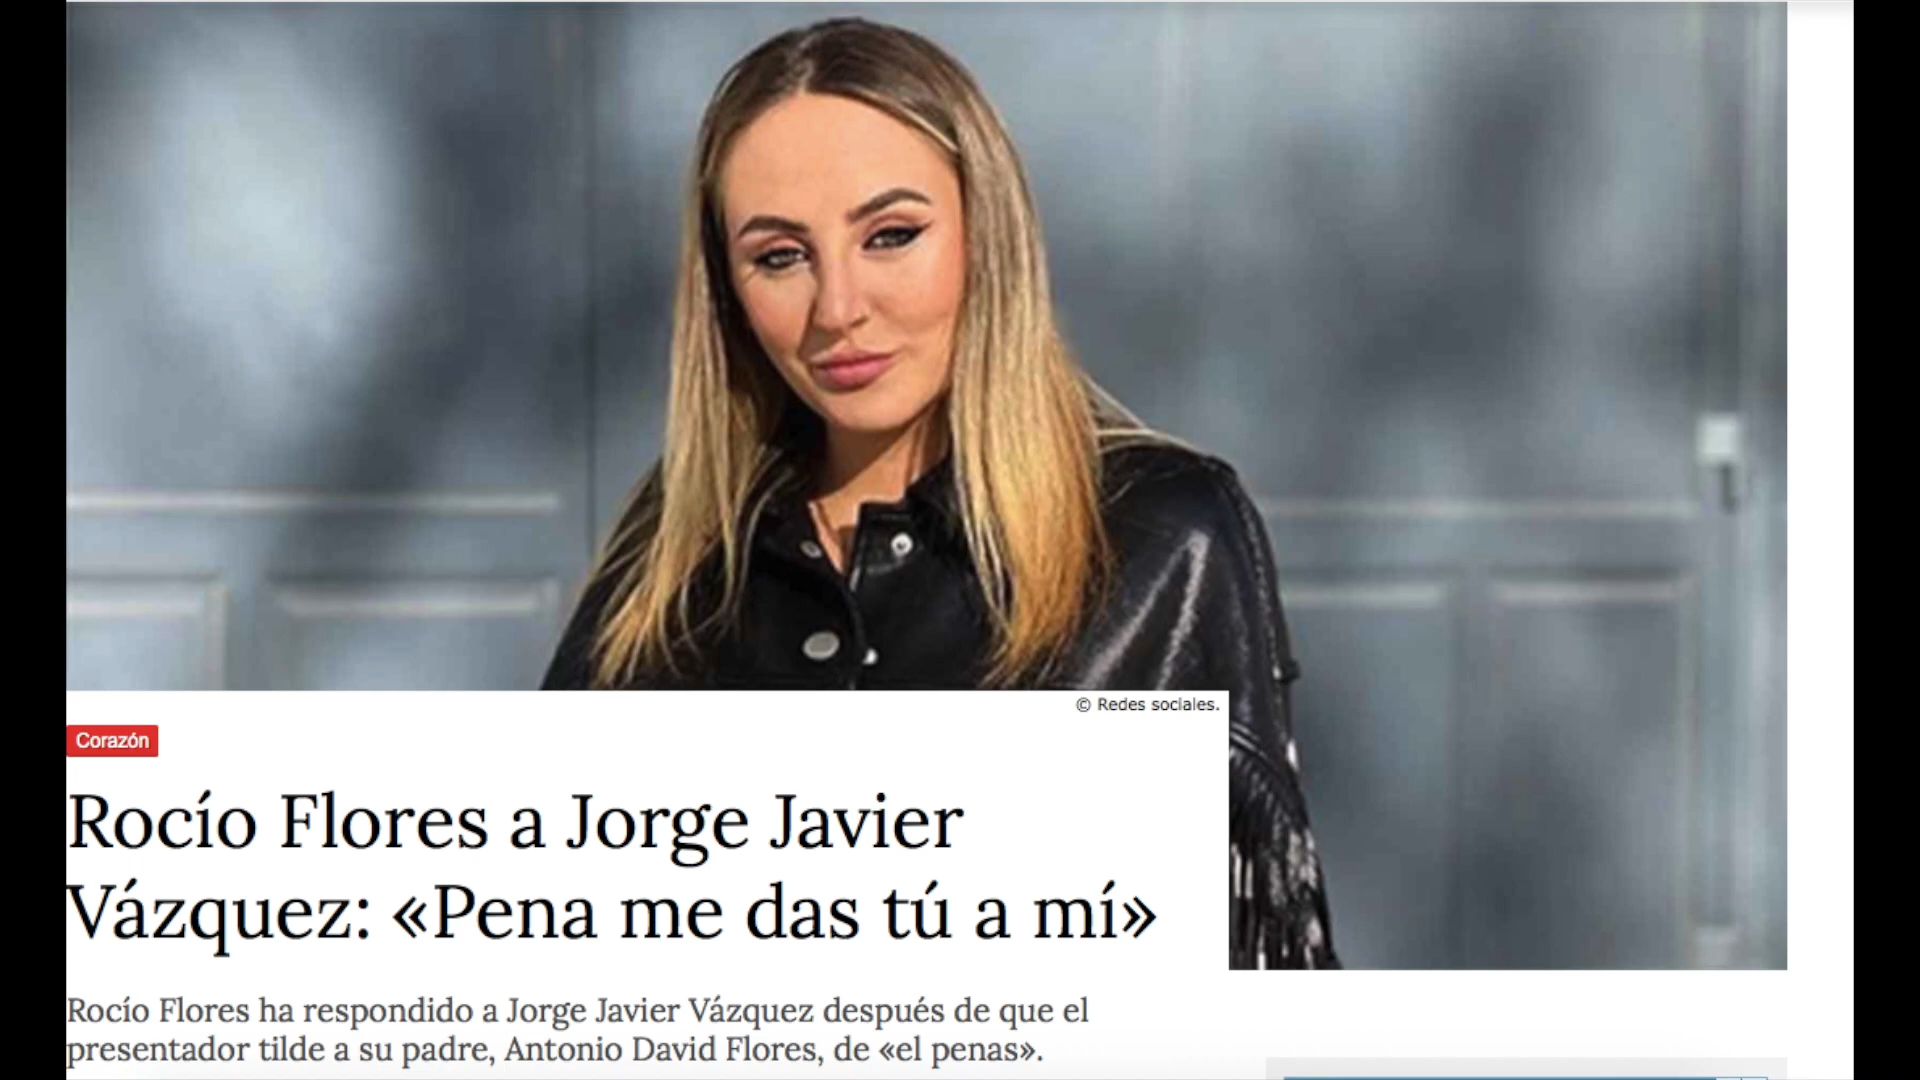 © Redes sociales.
Corazón
Rocío Flores a Jorge Javier
Vázquez: «Pena me das tú a mí»
Rocío Flores ha respondido a Jorge Javier Vázquez después de que el
presentador tilde a su padre, Antonio David Flores, de «el penas».